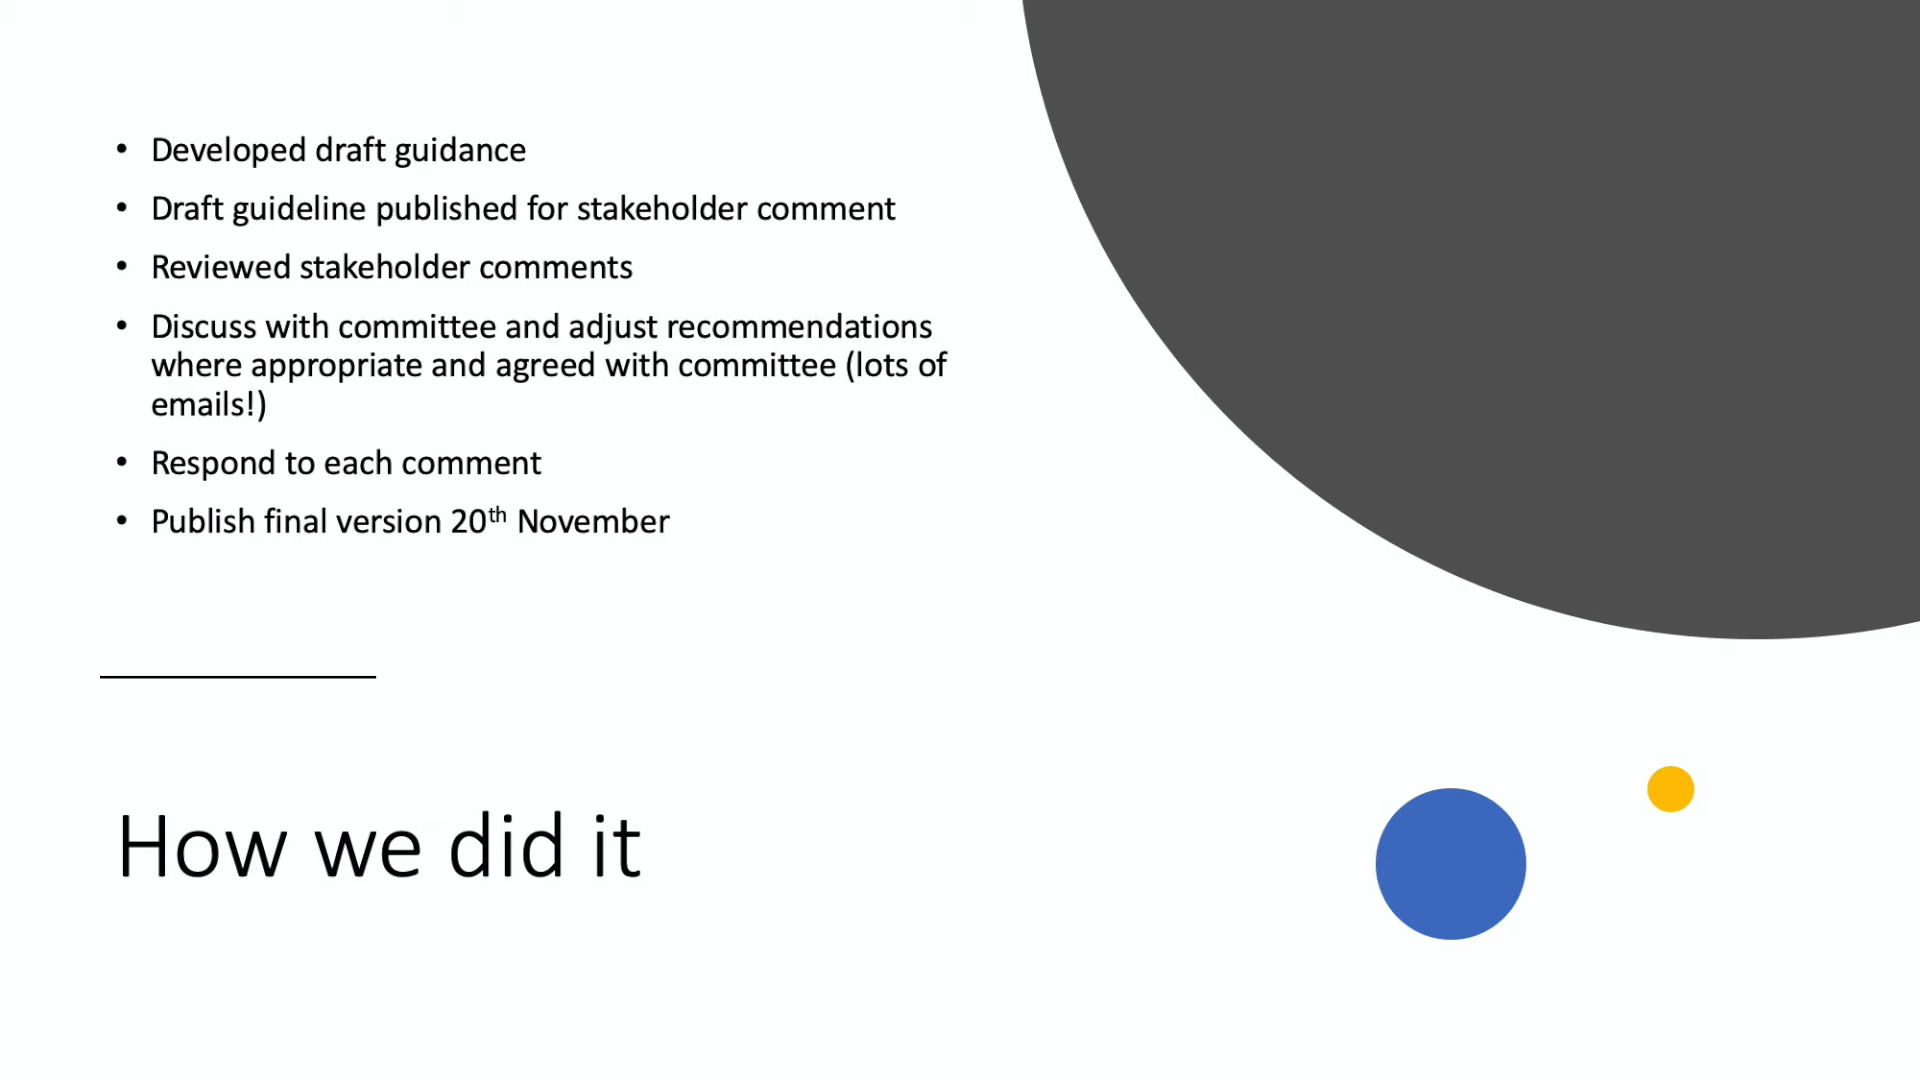 • Developed draft guidance
• Draft guideline published for stakeholder comment
• Reviewed stakeholder comments
• Discuss with committee and adjust recommendations
where appropriate and agreed with committee (lots of
emails!)
• Respond to each comment
• Publish final version 20th November
How we did it